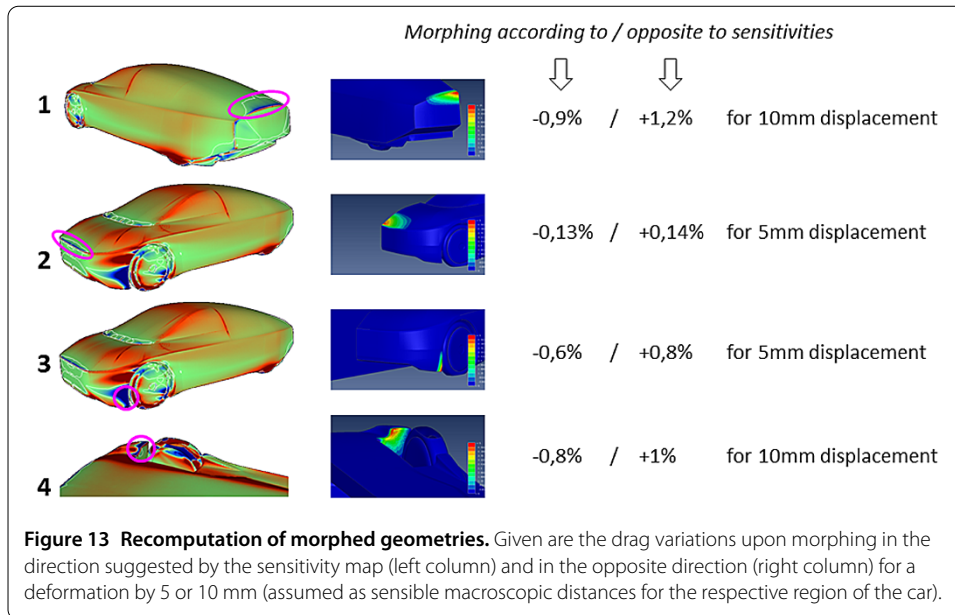 Morphing according to / opposite to sensitivities
1 -0,9% / +1,2% for 10mm displacement
2 -0,13% / +0,14% for 5mm displacement
3 -0,6% / +0,8% for 5mm displacement
4 -0,8% / +1% for 10mm displacement
Figure 13 Recomputation of morphed geometries. Given are the drag variations upon morphing in the
direction suggested by the sensitivity map (left column) and in the opposite direction (right column) for a
deformation by 5 or 10 mm (assumed as sensible macroscopic distances for the respective region of the car).